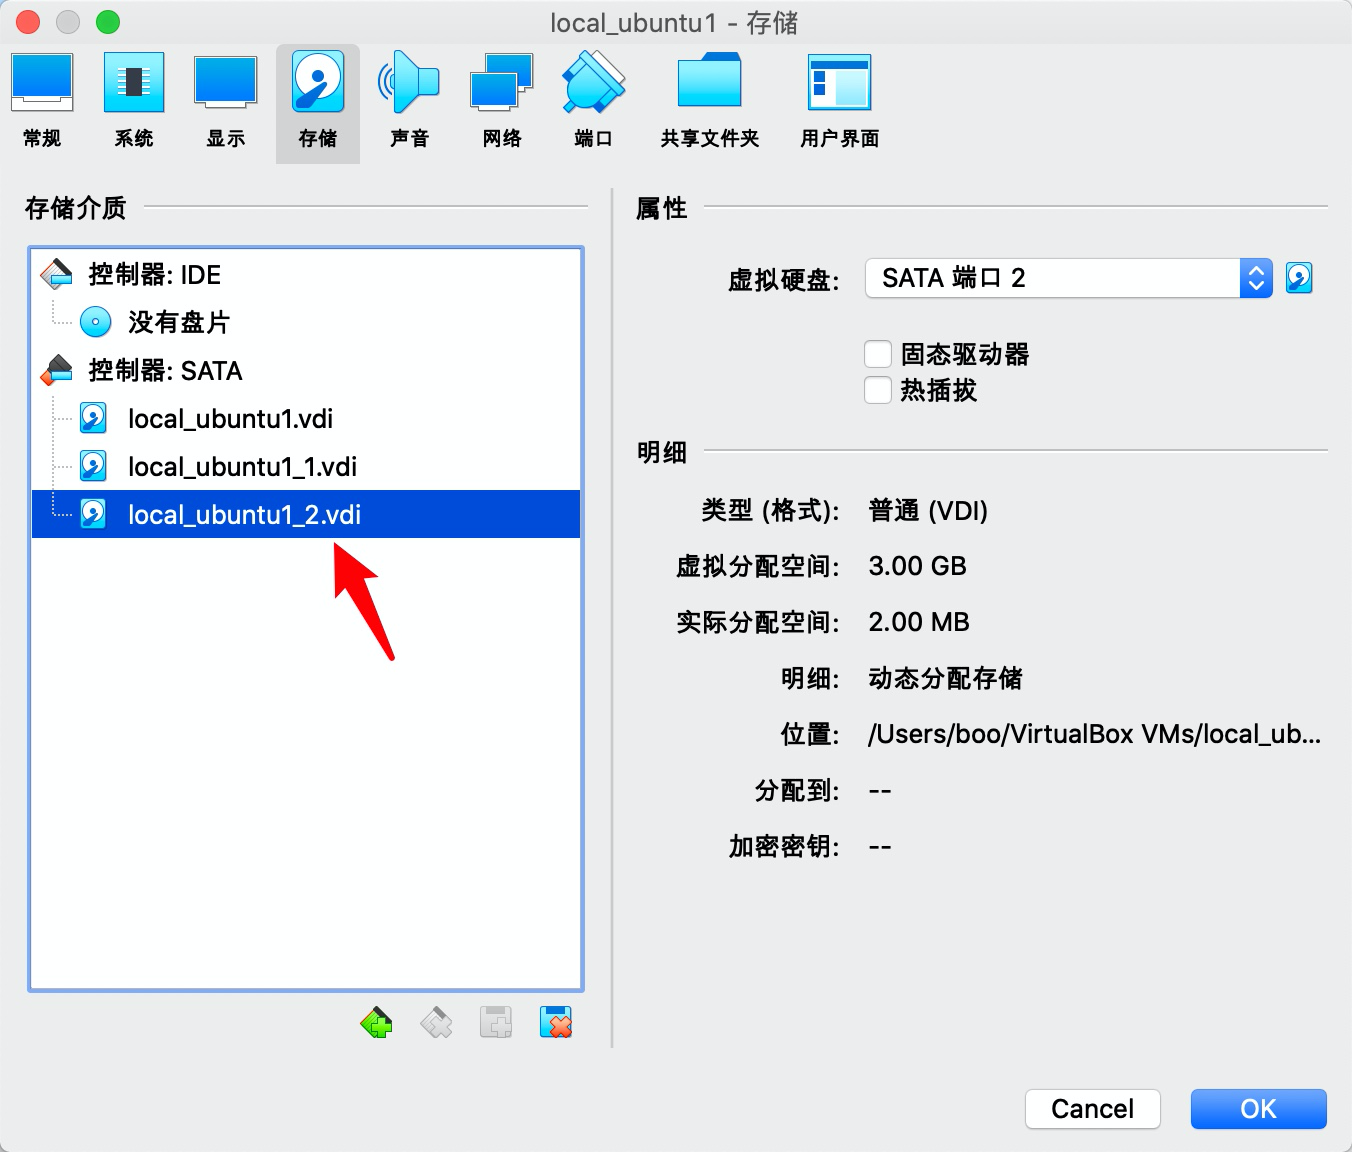 local_ubuntu1 - 存储
常规
系统
显示
存储
声音
网络
端口
共享文件夹
用户界面
存储介质
控制器: IDE
没有盘片
控制器: SATA
local_ubuntu1.vdi
local_ubuntu1_1.vdi
local_ubuntu1_2.vdi
属性
虚拟硬盘: SATA 端口 2
固态驱动器
热插拔
明细
类型 (格式): 普通 (VDI)
虚拟分配空间: 3.00 GB
实际分配空间: 2.00 MB
明细: 动态分配存储
位置: /Users/boo/VirtualBox VMs/local_ub...
分配到: --
加密密钥: --
Cancel
OK